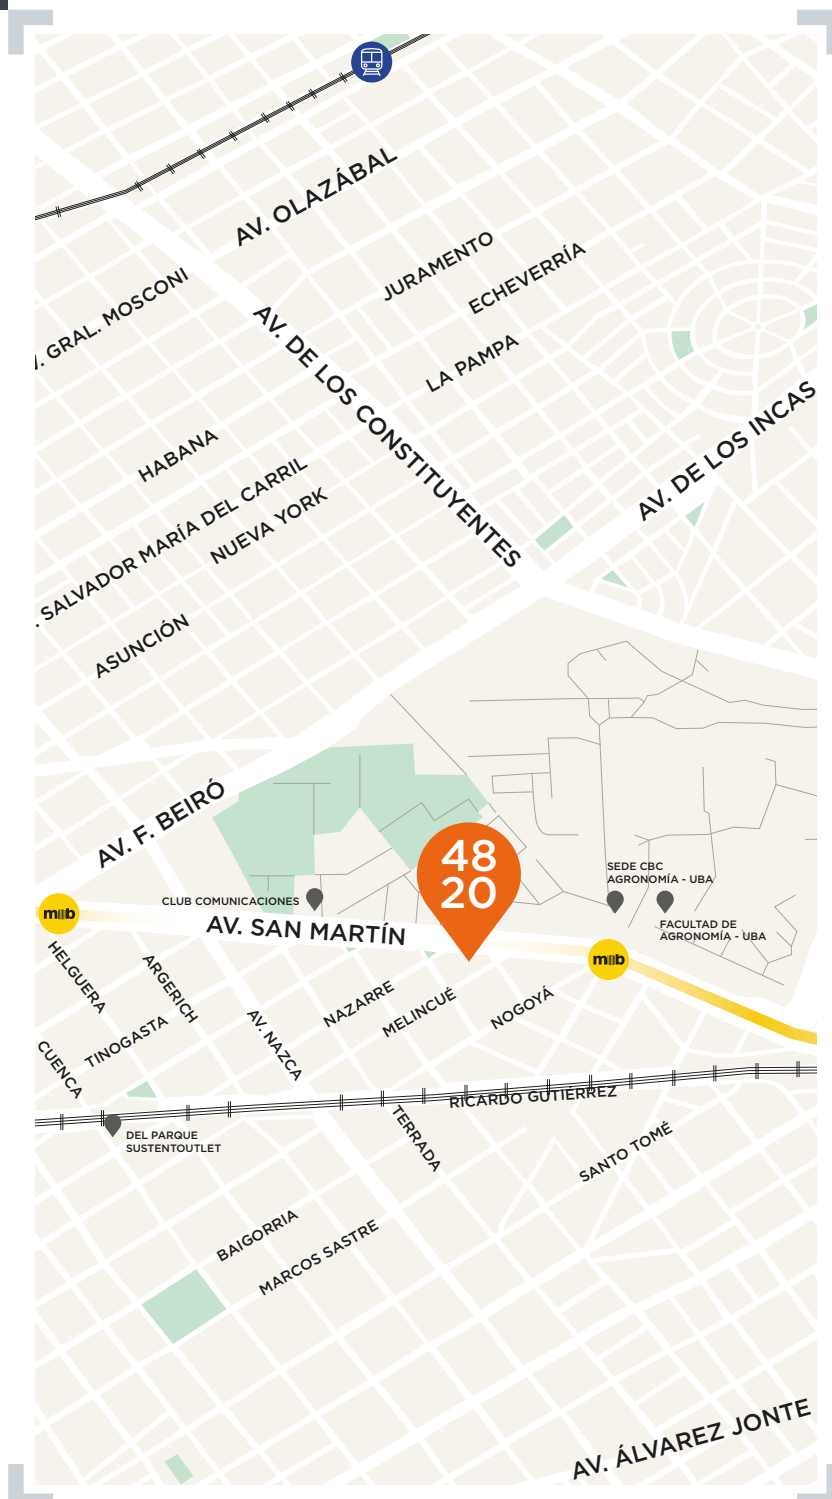 AV. OLAZÁBAL
JURAMENTO
ECHEVERRÍA
. GRAL. MOSCONI
AV. DE LOS CONSTITUYENTES
LA PAMPA
AV. DE LOS INCAS
HABANA
. SALVADOR MARÍA DEL CARRIL
NUEVA YORK
ASUNCIÓN
AV. F. BEIRÓ
48
20
SEDE CBC
AGRONOMÍA - UBA
CLUB COMUNICACIONES
mb
AV. SAN MARTÍN
FACULTAD DE
AGRONOMÍA - UBA
mb
HELGUERA
ARGERICH
NAZARRE
MELINCUÉ
NOGOYÁ
AV. NAZCA
TINOGASTA
CUENCA
RICARDO GUTIÉRREZ
TERRADA
DEL PARQUE
SUSTENTOUTLET
SANTO TOMÉ
BAIGORRIA
MARCOS SASTRE
AV. ÁLVAREZ JONTE